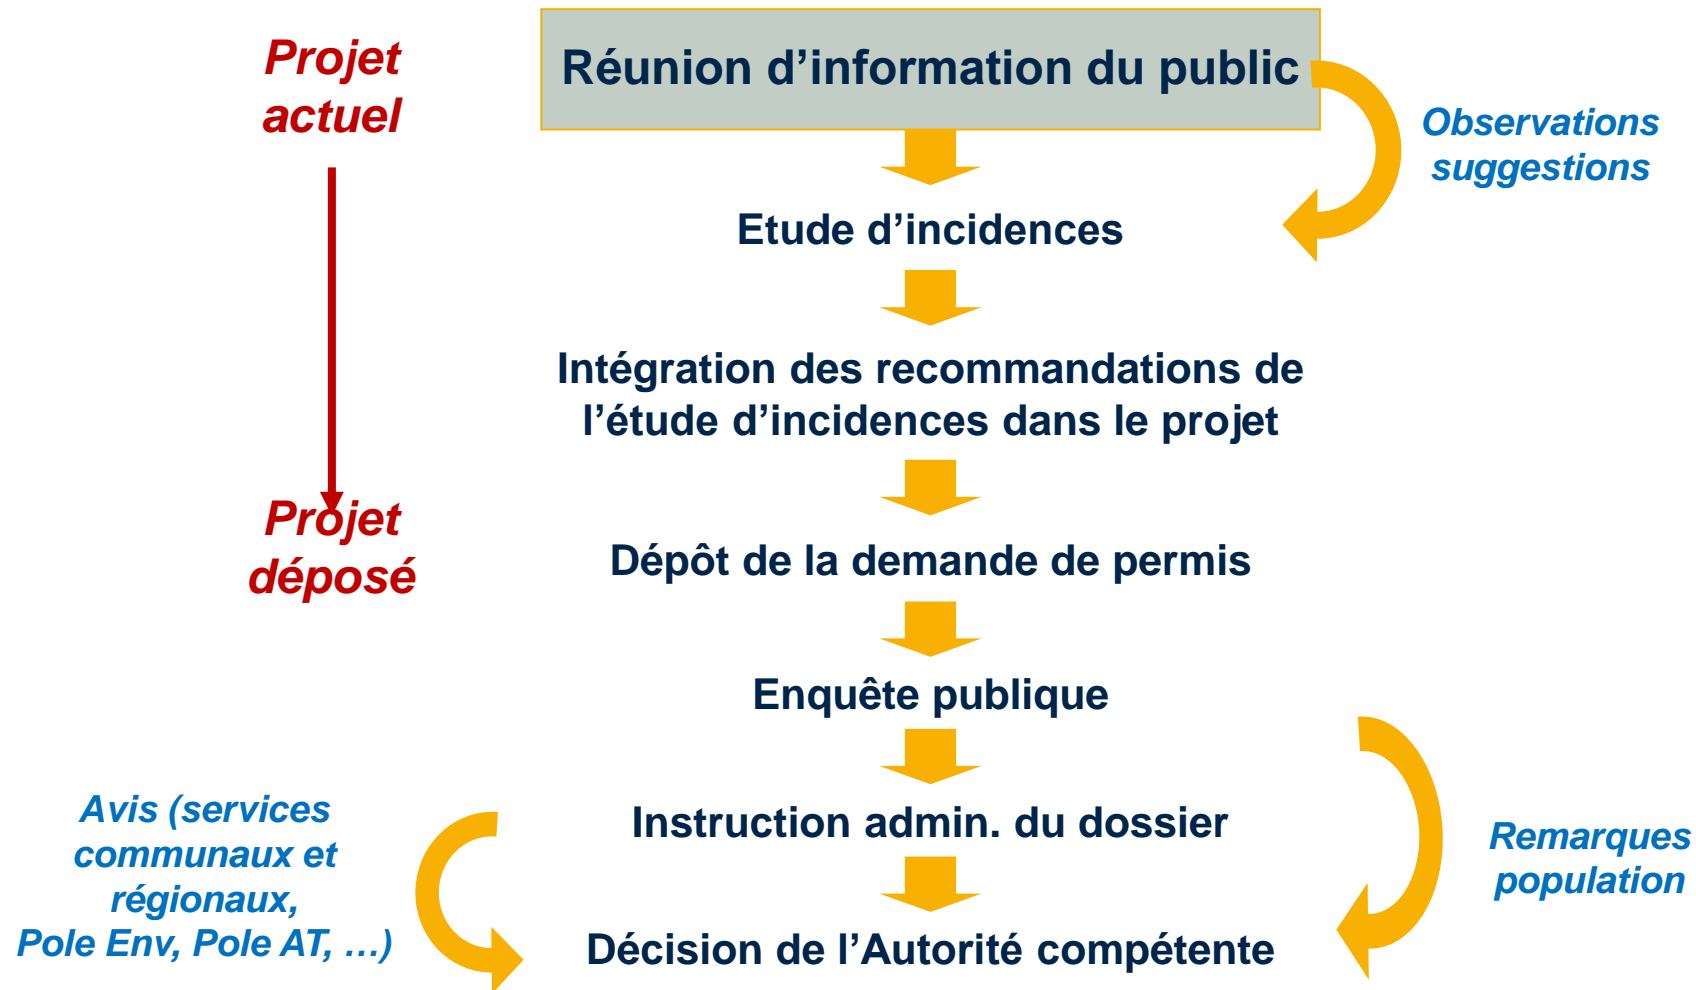 Projet
actuel
Réunion d’information du public
Observations
suggestions
Etude d’incidences
Intégration des recommandations de
l’étude d’incidences dans le projet
Projet
déposé
Dépôt de la demande de permis
Enquête publique
Avis (services
communaux et
régionaux,
Pole Env, Pole AT, …)
Instruction admin. du dossier
Remarques
population
Décision de l’Autorité compétente